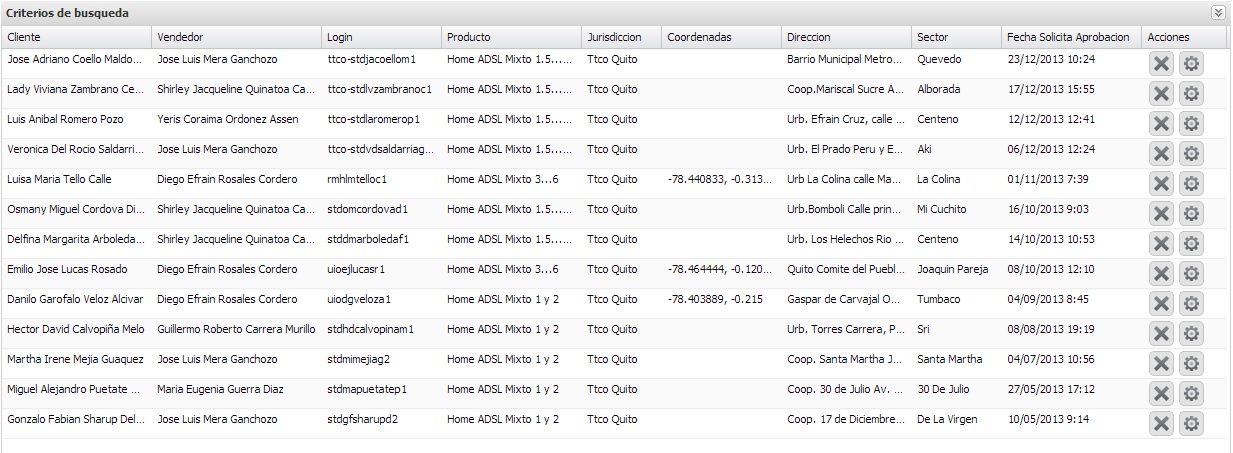 Criterios de busqueda
Cliente Vendedor Login Producto Jurisdiccion Coordenadas Direccion Sector Fecha Solicita Aprobacion Acciones
Jose Adriano Coello Maldo... Jose Luis Mera Ganchozo ttco-stdjacoellom1 Home ADSL Mixto 1.5...... Ttco Quito Barrio Municipal Metro... Quevedo 23/12/2013 10:24
Lady Viviana Zambrano Ce... Shirley Jacqueline Quinatoa Ca... ttco-stdlvzambranoc1 Home ADSL Mixto 1.5...... Ttco Quito Coop.Mariscal Sucre A... Alborada 17/12/2013 15:55
Luis Anibal Romero Pozo Yeris Coraima Ordonez Assen ttco-stdlaromerop1 Home ADSL Mixto 1.5...... Ttco Quito Urb. Efrain Cruz, calle ... Centeno 12/12/2013 12:41
Veronica Del Rocio Saldarri... Jose Luis Mera Ganchozo ttco-stdvdsaldarriag... Home ADSL Mixto 1.5...... Ttco Quito Urb. El Prado Peru y E... Aki 06/12/2013 12:24
Luisa Maria Tello Calle Diego Efrain Rosales Cordero rmhlmtelloc1 Home ADSL Mixto 3...6 Ttco Quito -78.440833, -0.313... Urb La Colina calle Ma... La Colina 01/11/2013 7:39
Osmany Miguel Cordova Di... Shirley Jacqueline Quinatoa Ca... stdomcordovad1 Home ADSL Mixto 1.5...... Ttco Quito Urb.Bomboli Calle prin... Mi Cuchito 16/10/2013 9:03
Delfina Margarita Arboleda... Shirley Jacqueline Quinatoa Ca... stddmarboledaf1 Home ADSL Mixto 1.5...... Ttco Quito Urb. Los Helechos Rio ... Centeno 14/10/2013 10:53
Emilio Jose Lucas Rosado Diego Efrain Rosales Cordero uioejlucasr1 Home ADSL Mixto 3...6 Ttco Quito -78.464444, -0.120... Quito Comite del Puebl... Joaquin Pareja 08/10/2013 12:10
Danilo Garofalo Veloz Alcivar Diego Efrain Rosales Cordero uiodgveloza1 Home ADSL Mixto 1 y 2 Ttco Quito -78.403889, -0.215 Gaspar de Carvajal O... Tumbaco 04/09/2013 8:45
Hector David Calvopiña Melo Guillermo Roberto Carrera Murillo stdhdcalvopinam1 Home ADSL Mixto 1 y 2 Ttco Quito Urb. Torres Carrera, P... Sri 08/08/2013 19:19
Martha Irene Mejia Guaquez Jose Luis Mera Ganchozo stdmimejiag2 Home ADSL Mixto 1 y 2 Ttco Quito Coop. Santa Martha J... Santa Martha 04/07/2013 10:56
Miguel Alejandro Puetate ... Maria Eugenia Guerra Diaz stdmapuetatep1 Home ADSL Mixto 1 y 2 Ttco Quito Coop. 30 de Julio Av. ... 30 De Julio 27/05/2013 17:12
Gonzalo Fabian Sharup Del... Jose Luis Mera Ganchozo stdgfsharupd2 Home ADSL Mixto 1 y 2 Ttco Quito Coop. 17 de Diciembre... De La Virgen 10/05/2013 9:14